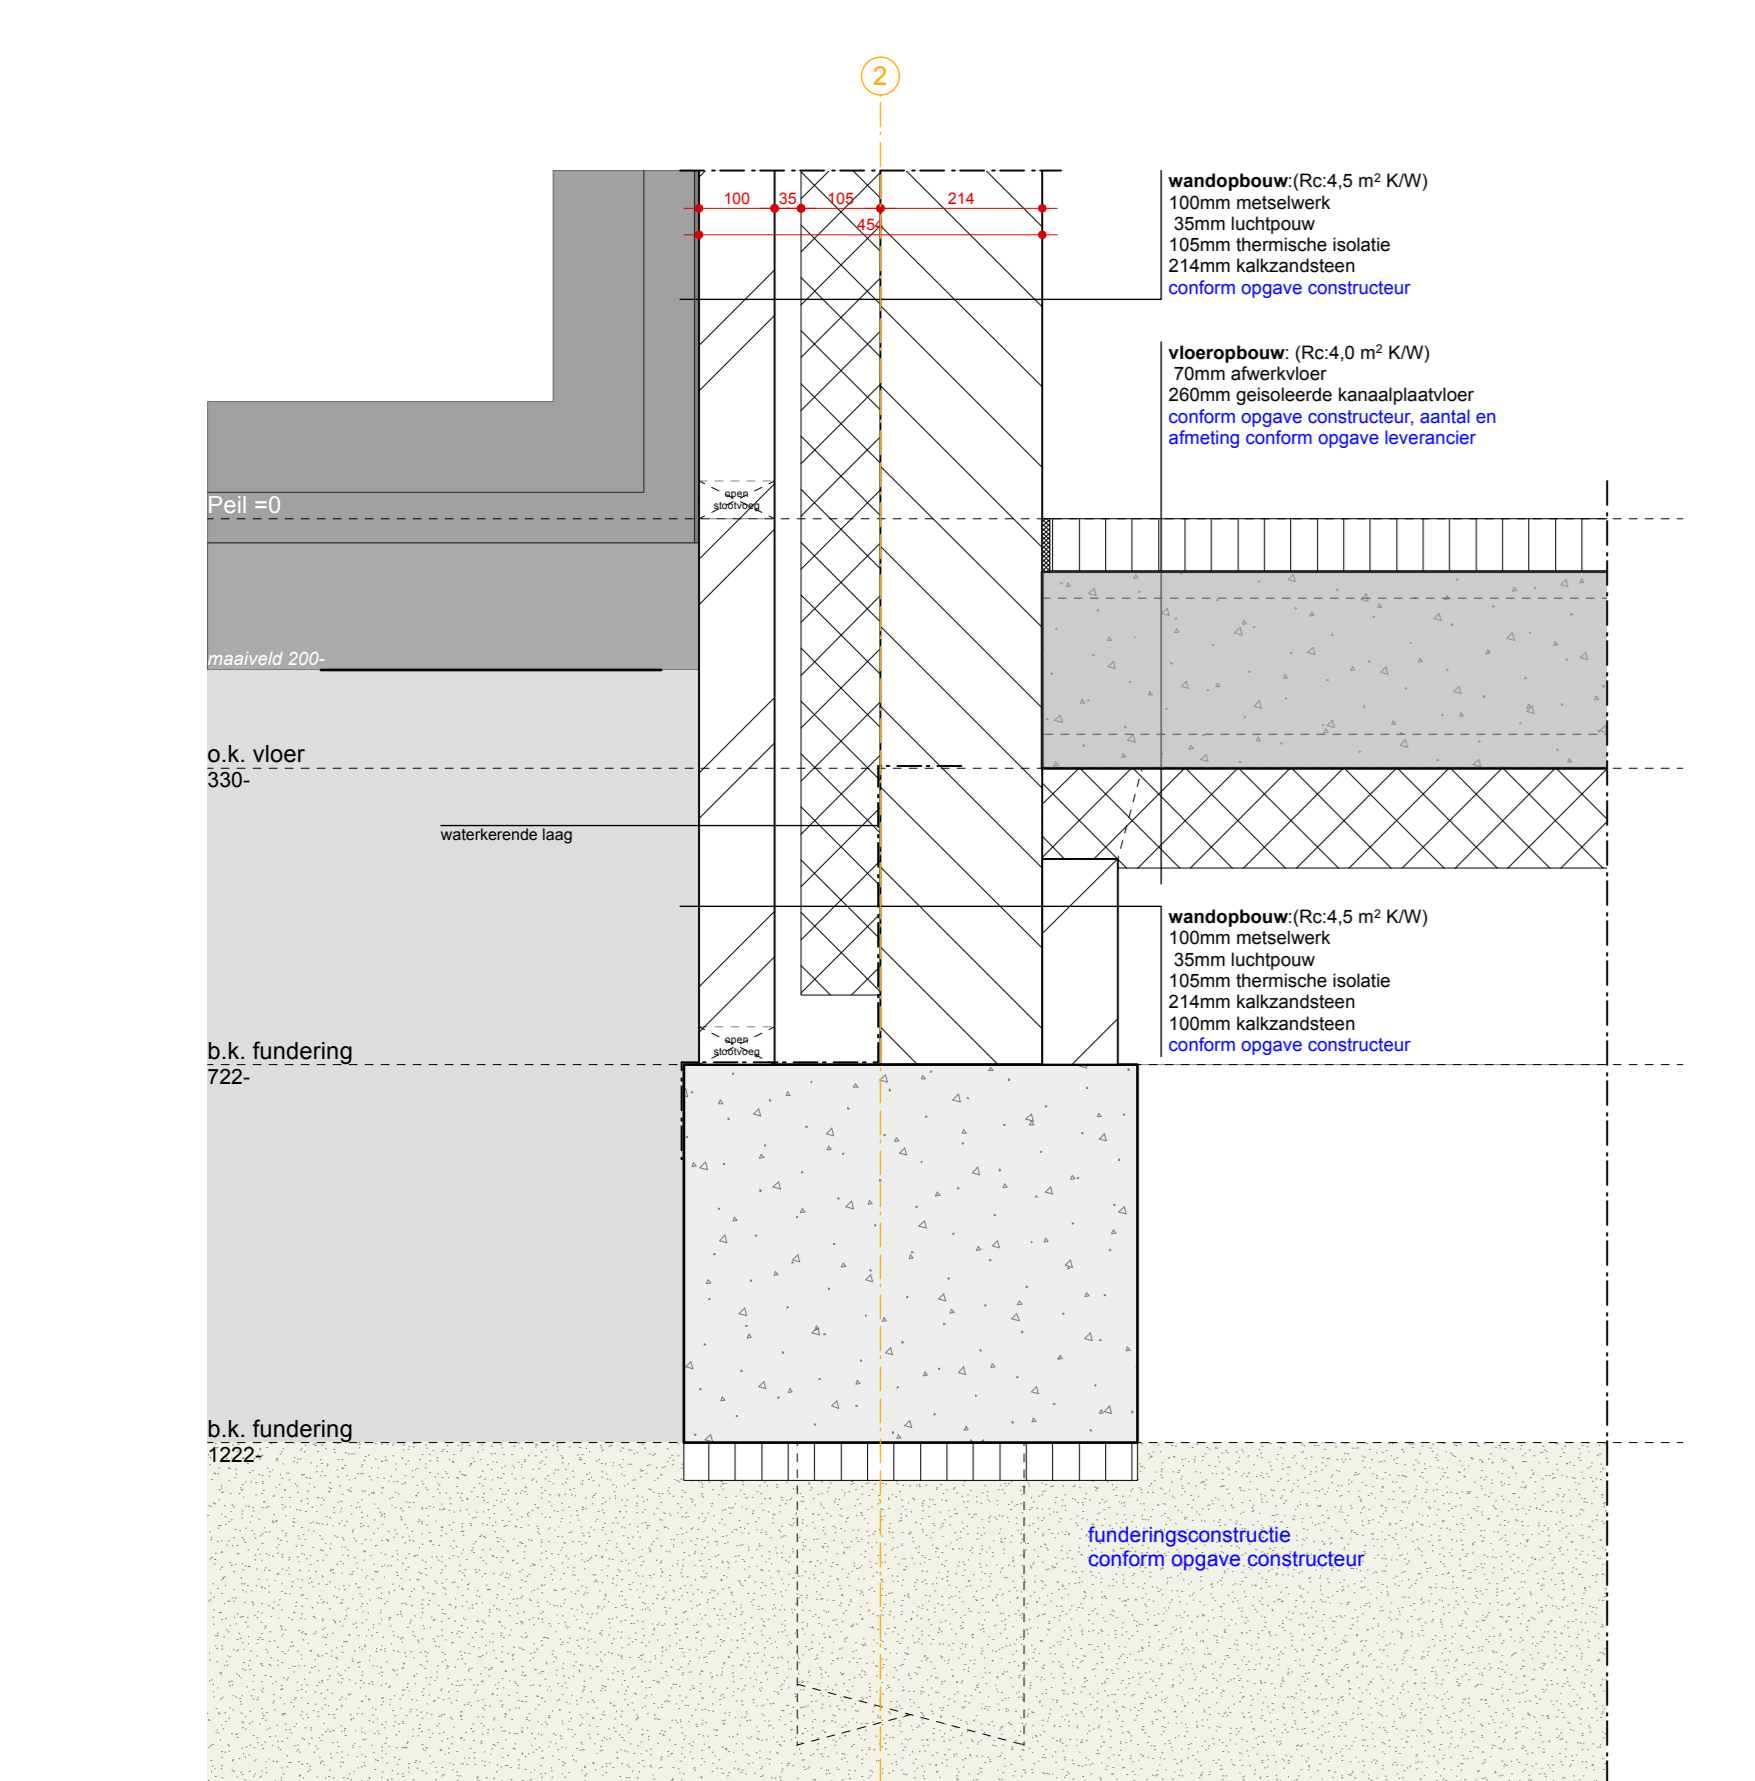 2
100 35 105 214
454
wandopbouw:(Rc:4,5 m² K/W)
100mm metselwerk
35mm luchtpouw
105mm thermische isolatie
214mm kalkzandsteen
conform opgave constructeur
vloeropbouw: (Rc:4,0 m² K/W)
70mm afwerkvloer
260mm geisoleerde kanaalplaatvloer
conform opgave constructeur, aantal en
afmeting conform opgave leverancier
open
stootvoeg
Peil =0
maaiveld 200-
o.k. vloer
330-
waterkerende laag
wandopbouw:(Rc:4,5 m² K/W)
100mm metselwerk
35mm luchtpouw
105mm thermische isolatie
214mm kalkzandsteen
100mm kalkzandsteen
conform opgave constructeur
open
stootvoeg
b.k. fundering
722-
b.k. fundering
1222-
funderingsconstructie
conform opgave constructeur